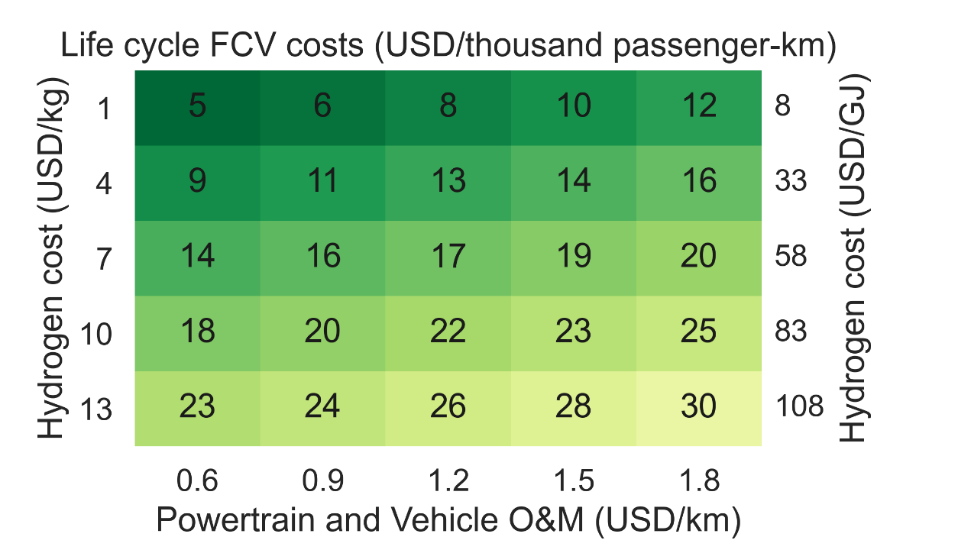 Life cycle FCV costs (USD/thousand passenger-km)
Hydrogen cost (USD/kg)
1 5 6 8 10 12 8
4 9 11 13 14 16 33
7 14 16 17 19 20 58
10 18 20 22 23 25 83
13 23 24 26 28 30 108
Hydrogen cost (USD/GJ)
0.6 0.9 1.2 1.5 1.8
Powertrain and Vehicle O&M (USD/km)